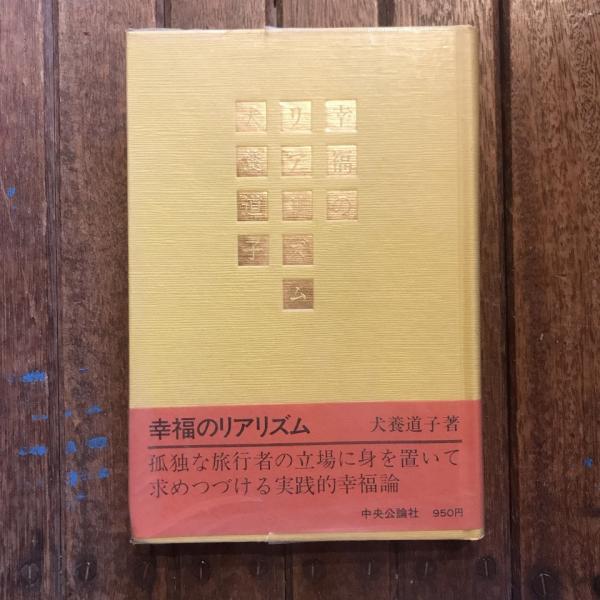 幸福の
リアリズム
犬養道子
幸福のリアリズム 犬養道子著
孤独な旅行者の立場に身を置いて
求めつづける実践的幸福論
中央公論社 950円